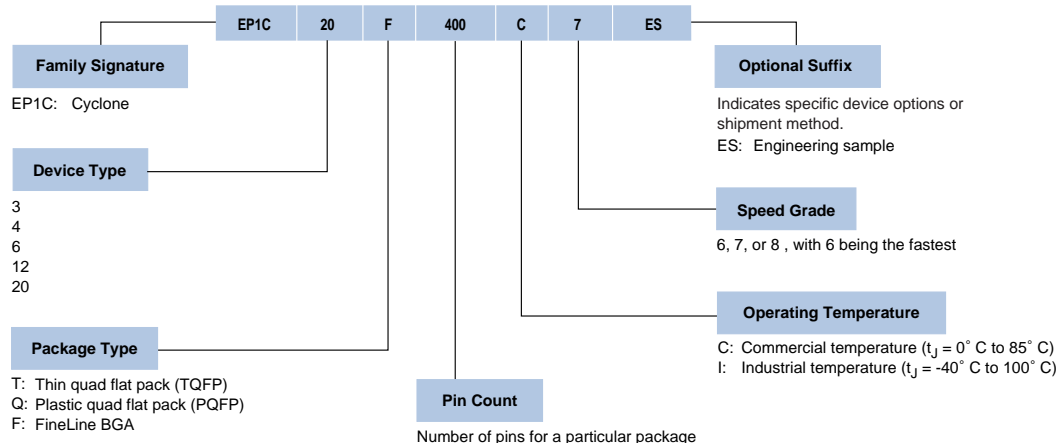 EP1C 20 F 400 C 7 ES
Family Signature
EP1C: Cyclone
Device Type
3
4
6
12
20
Package Type
T: Thin quad flat pack (TQFP)
Q: Plastic quad flat pack (PQFP)
F: FineLine BGA
Pin Count
Number of pins for a particular package
Optional Suffix
Indicates specific device options or
shipment method.
ES: Engineering sample
Speed Grade
6, 7, or 8 , with 6 being the fastest
Operating Temperature
C: Commercial temperature (tJ = 0˚ C to 85˚ C)
I: Industrial temperature (tJ = -40˚ C to 100˚ C)